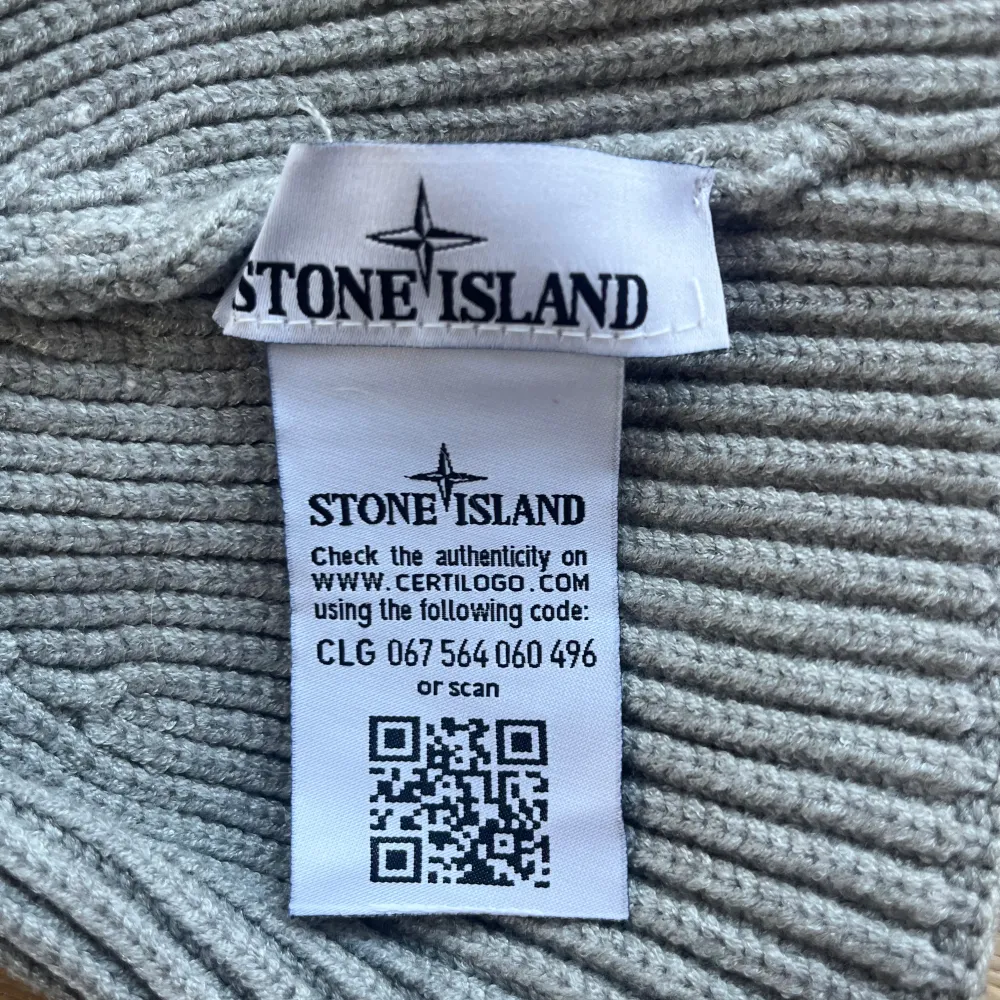 STONE ISLAND
STONE ISLAND
Check the authenticity on
WWW.CERTILOGO.COM
using the following code:
CLG 067 564 060 496
or scan